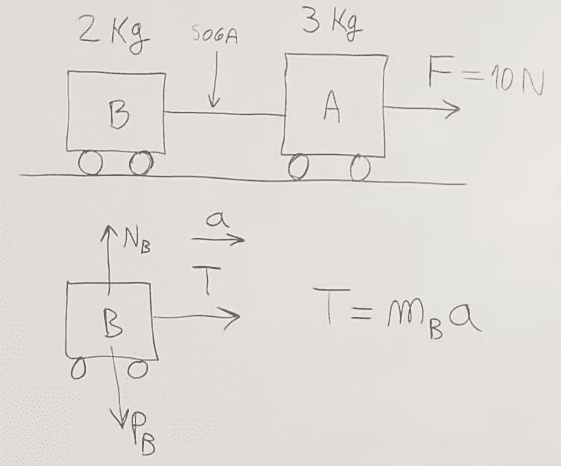 2 Kg SOGA 3 Kg
B A F = 10 N
N_B a
B T T = m_B a
P_B